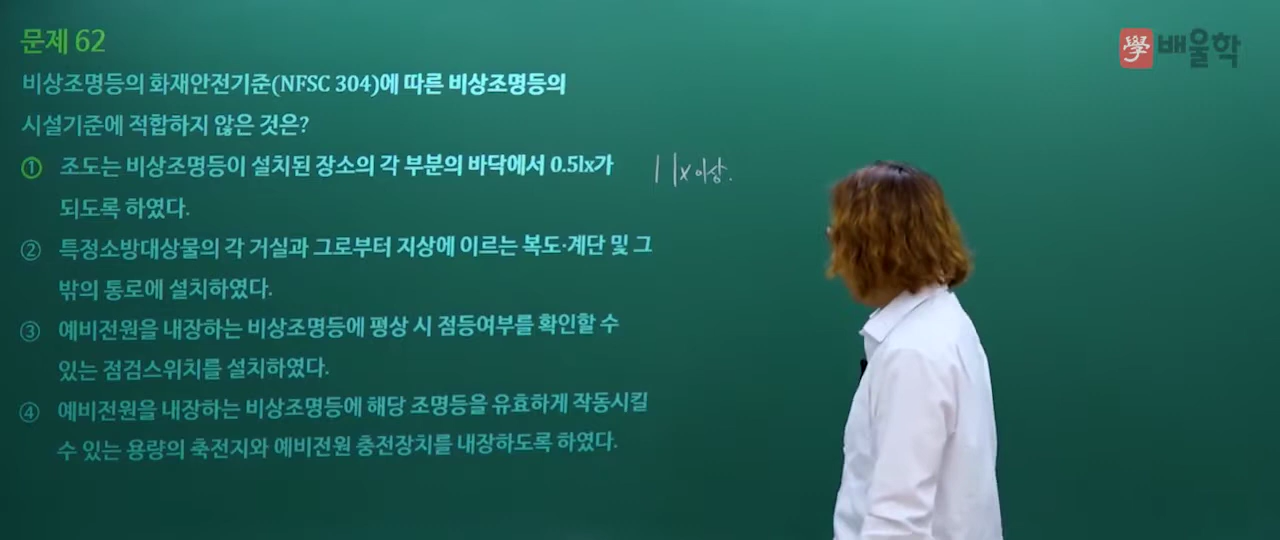 문제 62
學 배울학
비상조명등의 화재안전기준(NFSC 304)에 따른 비상조명등의
시설기준에 적합하지 않은 것은?
① 조도는 비상조명등이 설치된 장소의 각 부분의 바닥에서 0.5lx가
1 lx 이상.
되도록 하였다.
② 특정소방대상물의 각 거실과 그로부터 지상에 이르는 복도·계단 및 그
밖의 통로에 설치하였다.
③ 예비전원을 내장하는 비상조명등에 평상 시 점등여부를 확인할 수
있는 점검스위치를 설치하였다.
④ 예비전원을 내장하는 비상조명등에 해당 조명등을 유효하게 작동시킬
수 있는 용량의 축전지와 예비전원 충전장치를 내장하도록 하였다.